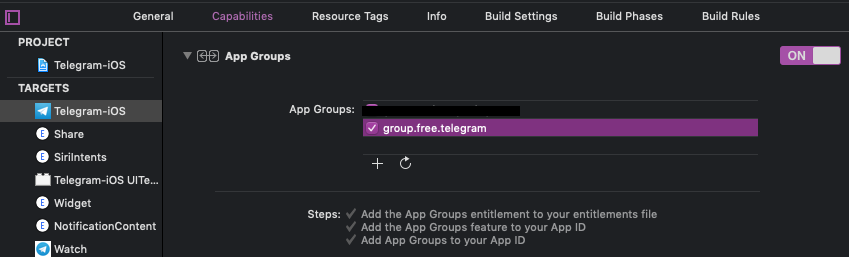 General Capabilities Resource Tags Info Build Settings Build Phases Build Rules
PROJECT
Telegram-iOS
TARGETS
Telegram-iOS
E Share
E SiriIntents
Telegram-iOS UITe...
E Widget
E NotificationContent
Watch
App Groups
ON
App Groups:
group.free.telegram
+
Steps: ✓ Add the App Groups entitlement to your entitlements file
✓ Add the App Groups feature to your App ID
✓ Add App Groups to your App ID